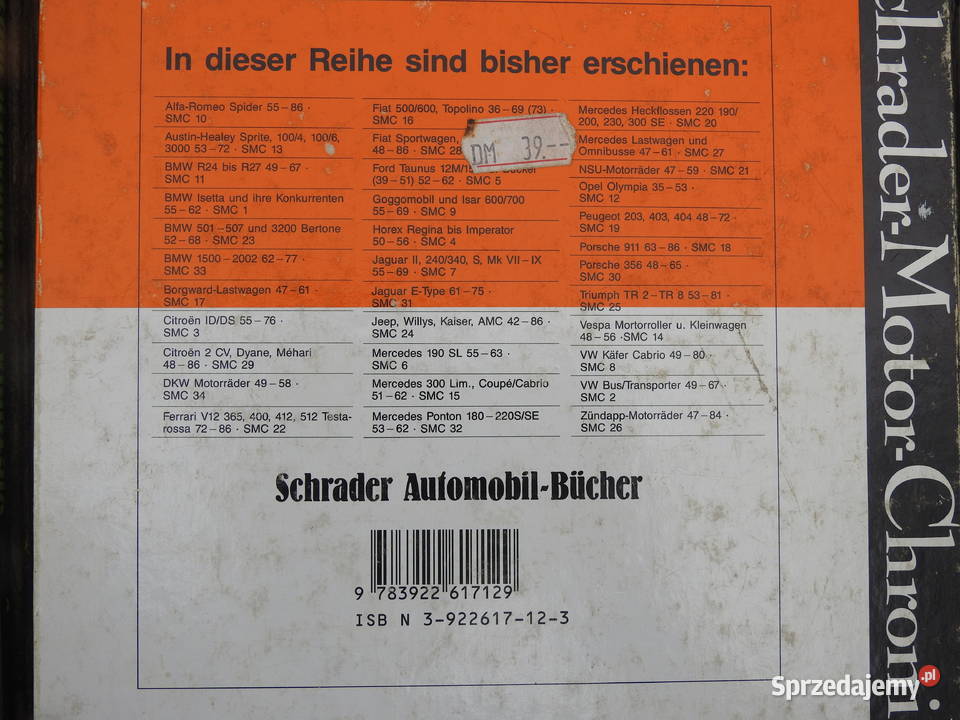 In dieser Reihe sind bisher erschienen:
Alfa-Romeo Spider 55–86 ·
SMC 10
Austin-Healey Sprite, 100/4, 100/6,
3000 53–72 · SMC 13
BMW R24 bis R27 49–67 ·
SMC 11
BMW Isetta und ihre Konkurrenten
55–62 · SMC 1
BMW 501–507 und 3200 Bertone
52–68 · SMC 23
BMW 1500–2002 62–77 ·
SMC 33
Borgward-Lastwagen 47–61 ·
SMC 17
Citroën ID/DS 55–76 ·
SMC 3
Citroën 2 CV, Dyane, Méhari
48–86 · SMC 29
DKW Motorräder 49–58 ·
SMC 34
Ferrari V12 365, 400, 412, 512 Testa-
rossa 72–86 · SMC 22
Fiat 500/600, Topolino 36–69 (73) ·
SMC 16
Fiat Sportwagen,
48–86 · SMC 28
Ford Taunus 12M/15
(39–51) 52–62 · SMC 5
Goggomobil und Isar 600/700
55–69 · SMC 9
Horex Regina bis Imperator
50–56 · SMC 4
Jaguar II, 240/340, S, Mk VII–IX
55–69 · SMC 7
Jaguar E-Type 61–75 ·
SMC 31
Jeep, Willys, Kaiser, AMC 42–86 ·
SMC 24
Mercedes 190 SL 55–63 ·
SMC 6
Mercedes 300 Lim., Coupé/Cabrio
51–62 · SMC 15
Mercedes Ponton 180–220S/SE
53–62 · SMC 32
Mercedes Heckflossen 220 190/
200, 230, 300 SE · SMC 20
Mercedes Lastwagen und
Omnibusse 47–61 · SMC 27
NSU-Motorräder 47–59 · SMC 21
Opel Olympia 35–53 ·
SMC 12
Peugeot 203, 403, 404 48–72 ·
SMC 19
Porsche 911 63–86 · SMC 18
Porsche 356 48–65 ·
SMC 30
Triumph TR 2–TR 8 53–81 ·
SMC 25
Vespa Mortorroller u. Kleinwagen
48–56 · SMC 14
VW Käfer Cabrio 49–80 ·
SMC 8
VW Bus/Transporter 49–67 ·
SMC 2
Zündapp-Motorräder 47–84 ·
SMC 26
DM 39.--
Schrader Automobil-Bücher
9 783922 617129
ISB N 3-922617-12-3
chrader-Motor-Chroni
Sprzedajemy.pl